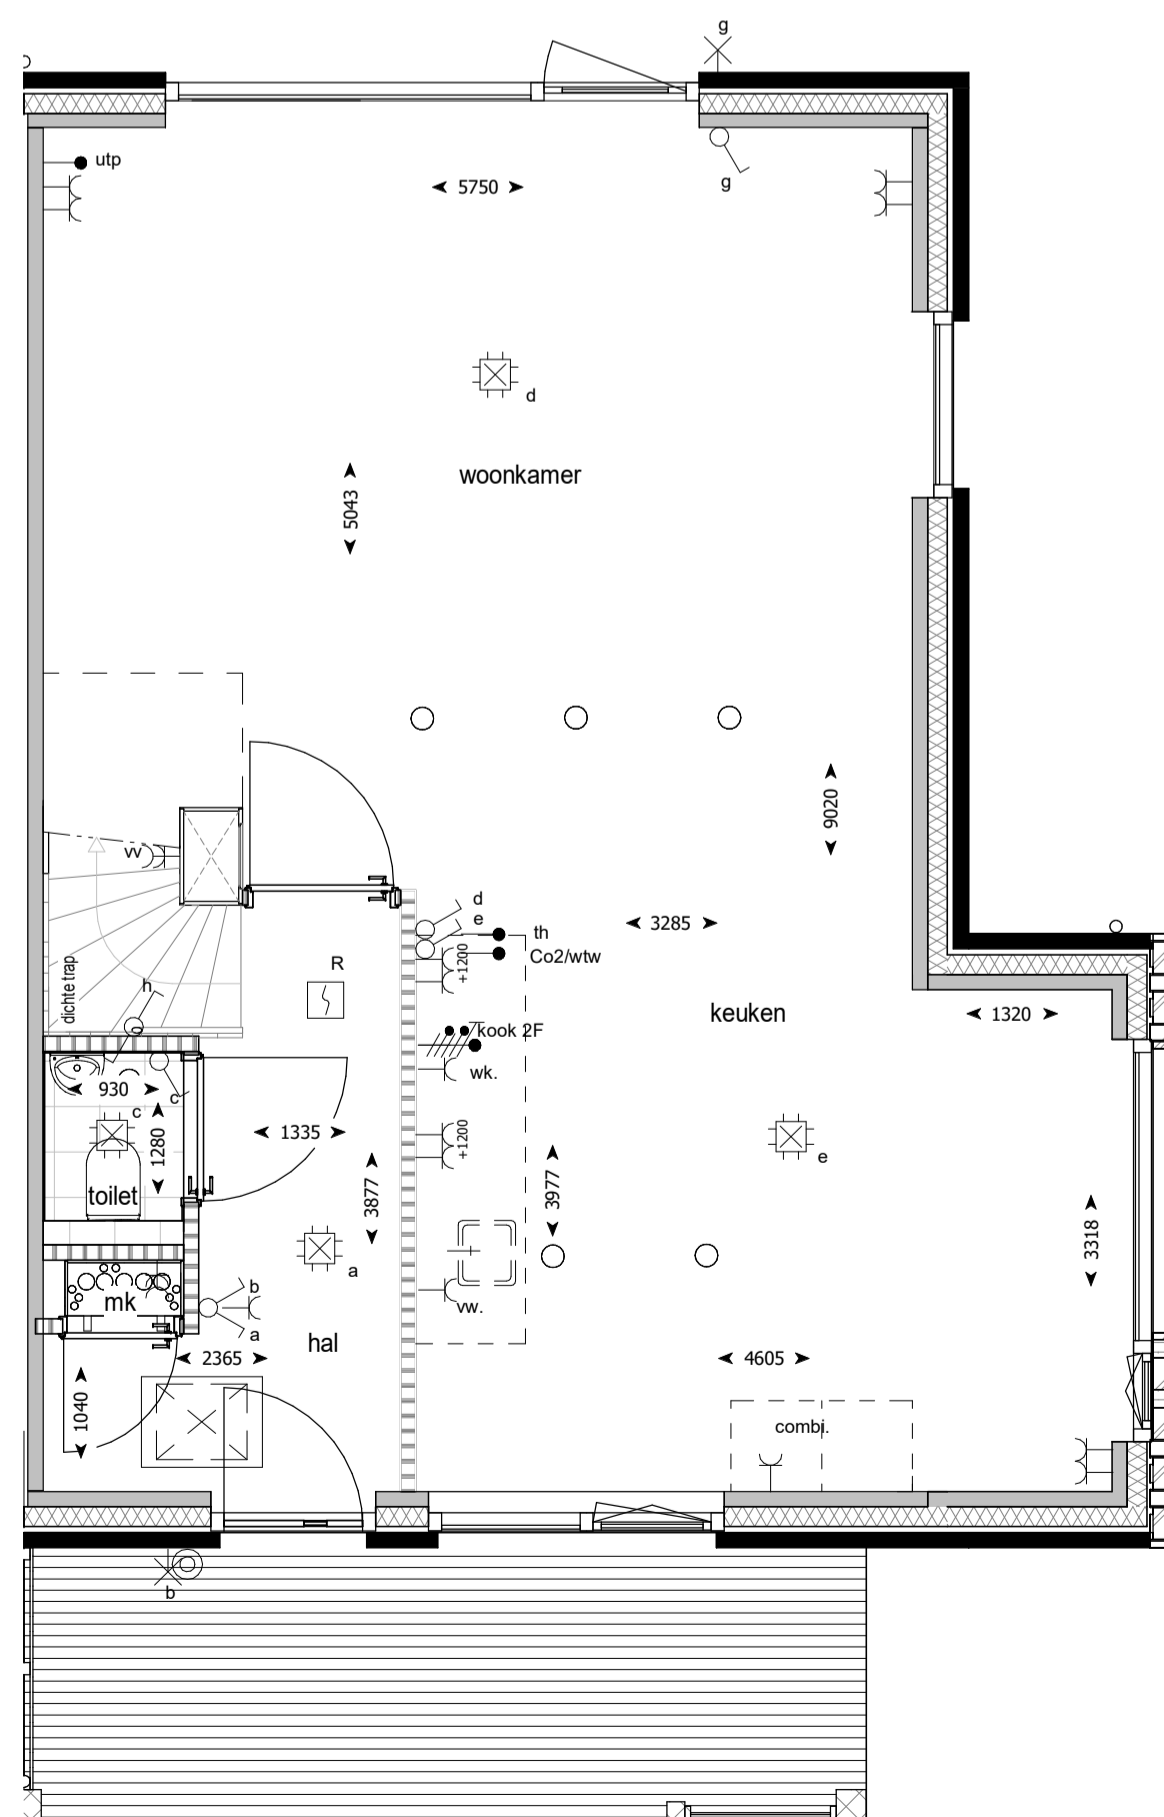 g
utp
5750
g
d
woonkamer
5043
9020
vv
d
e
th
+1200
Co2/wtw
3285
R
dichte trap
h
keuken
1320
kook 2F
wk.
930
c
c
1280
1335
+1200
e
toilet
3877
3977
3318
a
b
mk
a
vw.
hal
2365
4605
1040
combi.
b